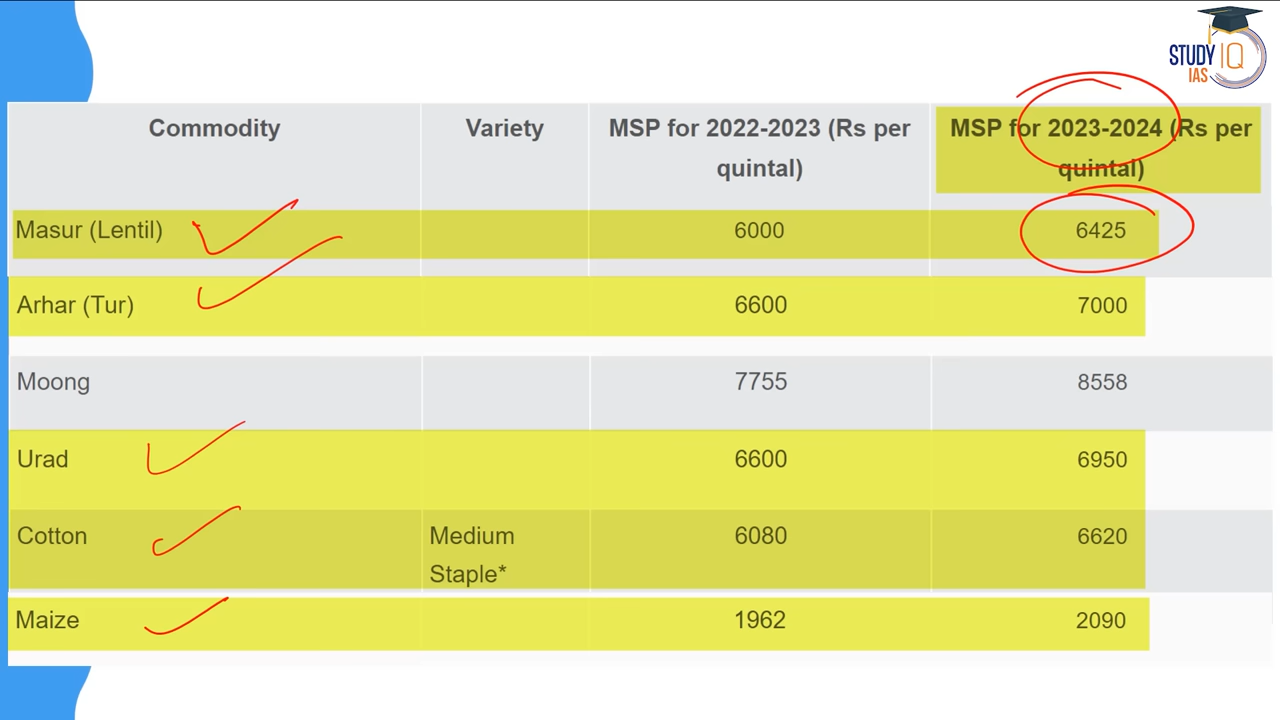 STUDY IQ
IAS
Commodity Variety MSP for 2022-2023 (Rs per quintal) MSP for 2023-2024 (Rs per quintal)
Masur (Lentil) 6000 6425
Arhar (Tur) 6600 7000
Moong 7755 8558
Urad 6600 6950
Cotton Medium Staple* 6080 6620
Maize 1962 2090